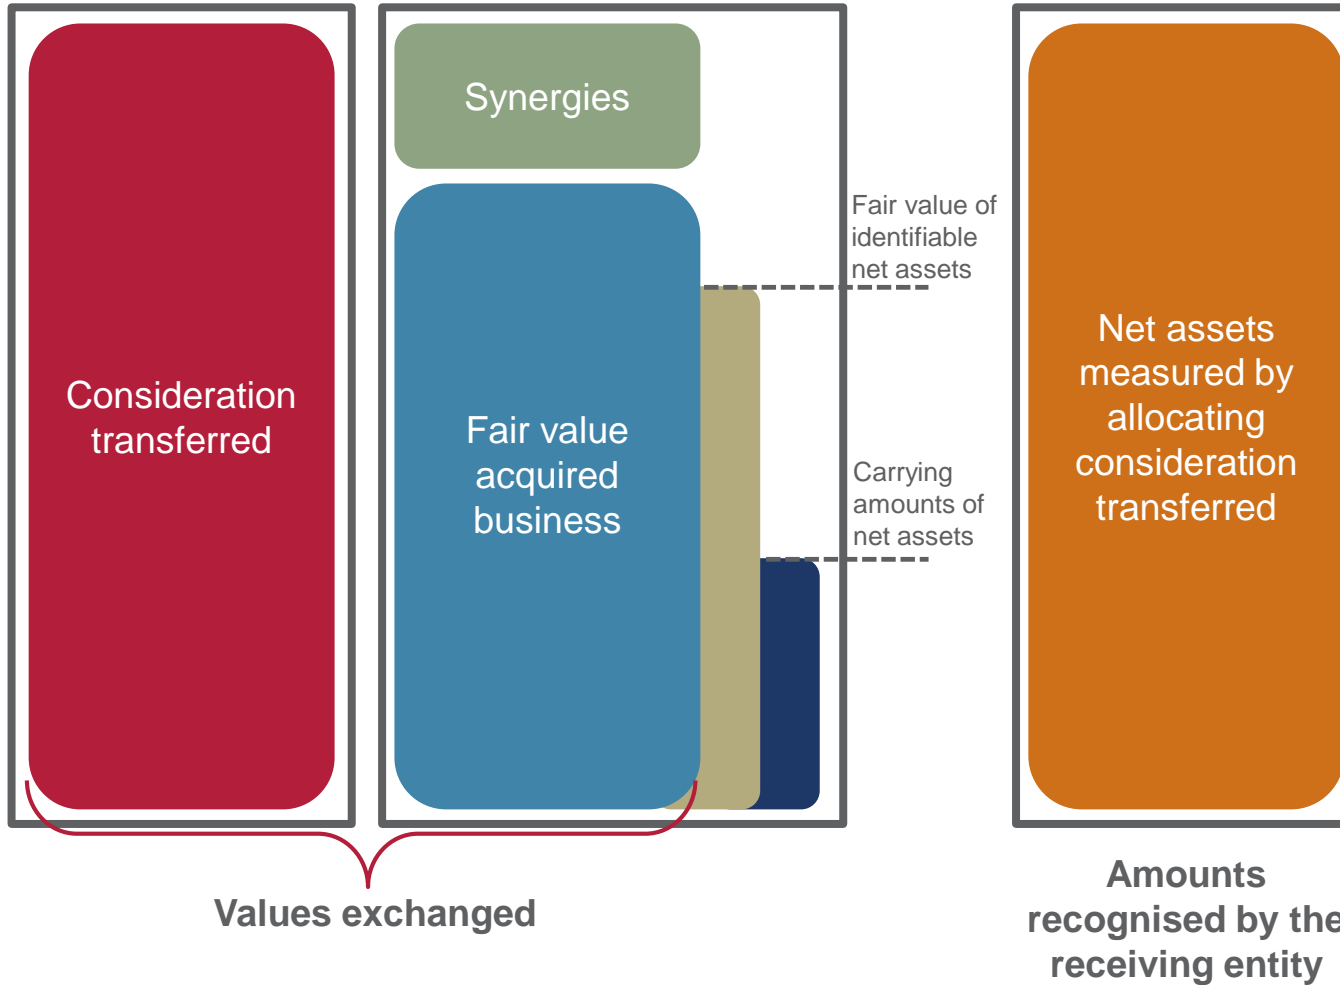 Consideration
transferred
Synergies
Fair value
acquired
business
Fair value of
identifiable
net assets
Carrying
amounts of
net assets
Net assets
measured by
allocating
consideration
transferred
Values exchanged
Amounts
recognised by the
receiving entity